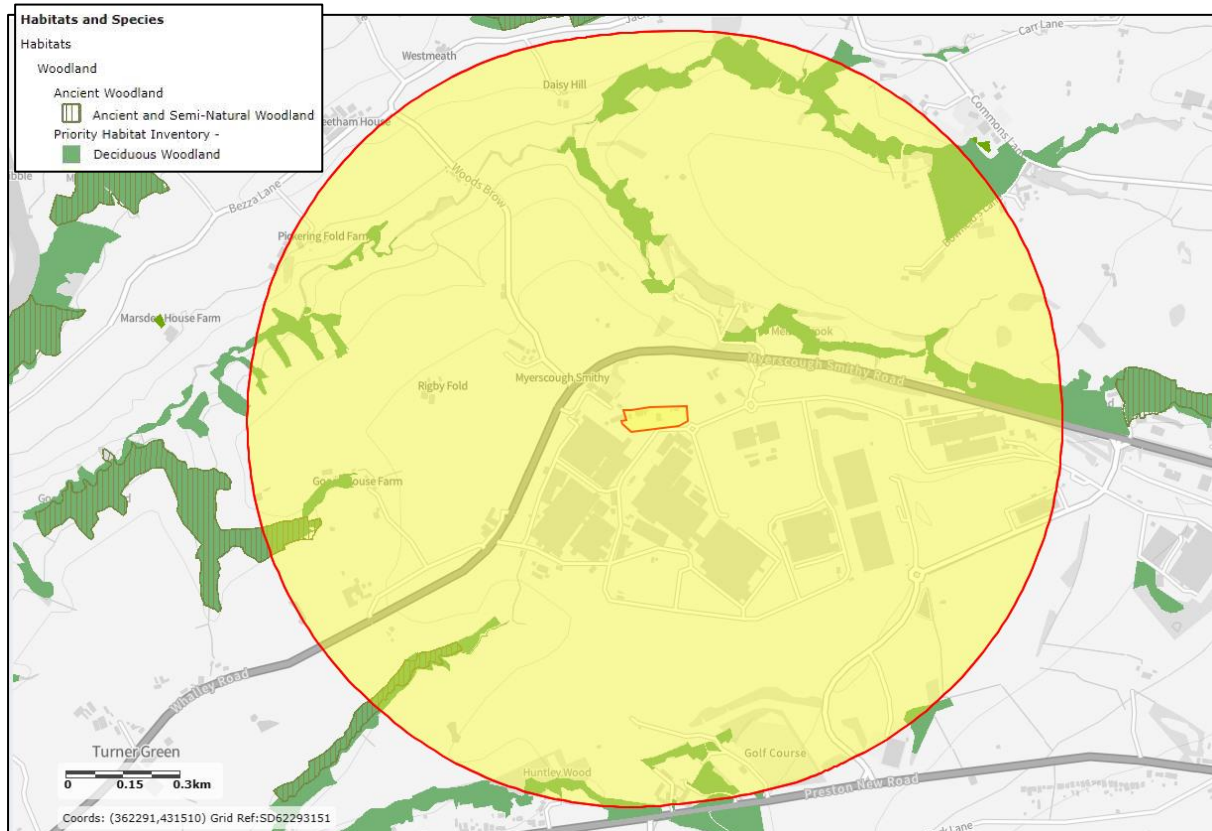 Habitats and Species
Habitats
Woodland
Ancient Woodland
Ancient and Semi-Natural Woodland
Priority Habitat Inventory -
Deciduous Woodland
Westmeath
Carr Lane
Daisy Hill
Commons Lane
eetham House
Woods Brow
Bezza Lane
Pickering Fold Farm
Marsden House Farm
Rigby Fold
Myerscough Smithy
Myerscough Smithy Road
House Farm
Whalley Road
Turner Green
0 0.15 0.3km
Huntley Wood
Golf Course
Preston New Road
Coords: (362291,431510) Grid Ref:SD62293151